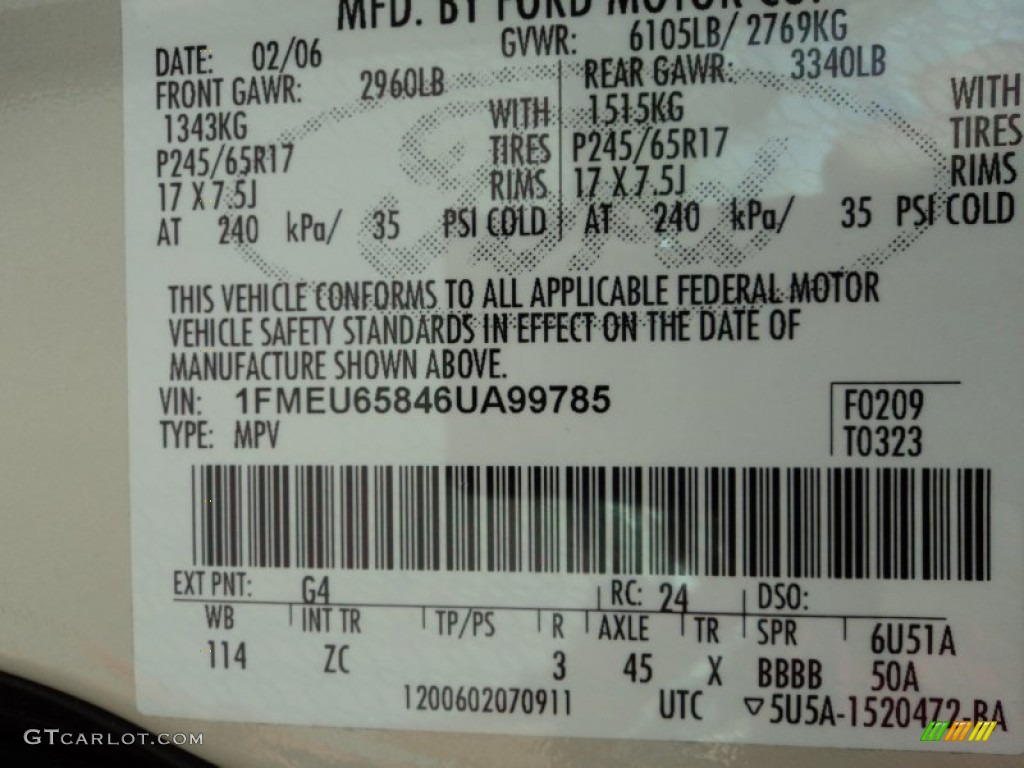 MFD. BY FORD MOTOR CO.
DATE: 02/06 GVWR: 6105LB/ 2769KG
FRONT GAWR: 2960LB REAR GAWR: 3340LB
1343KG WITH 1515KG WITH
P245/65R17 TIRES P245/65R17 TIRES
17 X 7.5J RIMS 17 X 7.5J RIMS
AT 240 kPa/ 35 PSI COLD AT 240 kPa/ 35 PSI COLD
THIS VEHICLE CONFORMS TO ALL APPLICABLE FEDERAL MOTOR
VEHICLE SAFETY STANDARDS IN EFFECT ON THE DATE OF
MANUFACTURE SHOWN ABOVE.
VIN: 1FMEU65846UA99785 F0209
TYPE: MPV T0323
EXT PNT: G4 RC: 24 DSO:
WB INT TR TP/PS R AXLE TR SPR 6U51A
114 ZC 3 45 X BBBB 50A
1200602070911 UTC ▽5U5A-1520472-BA
GTCARLOT.COM